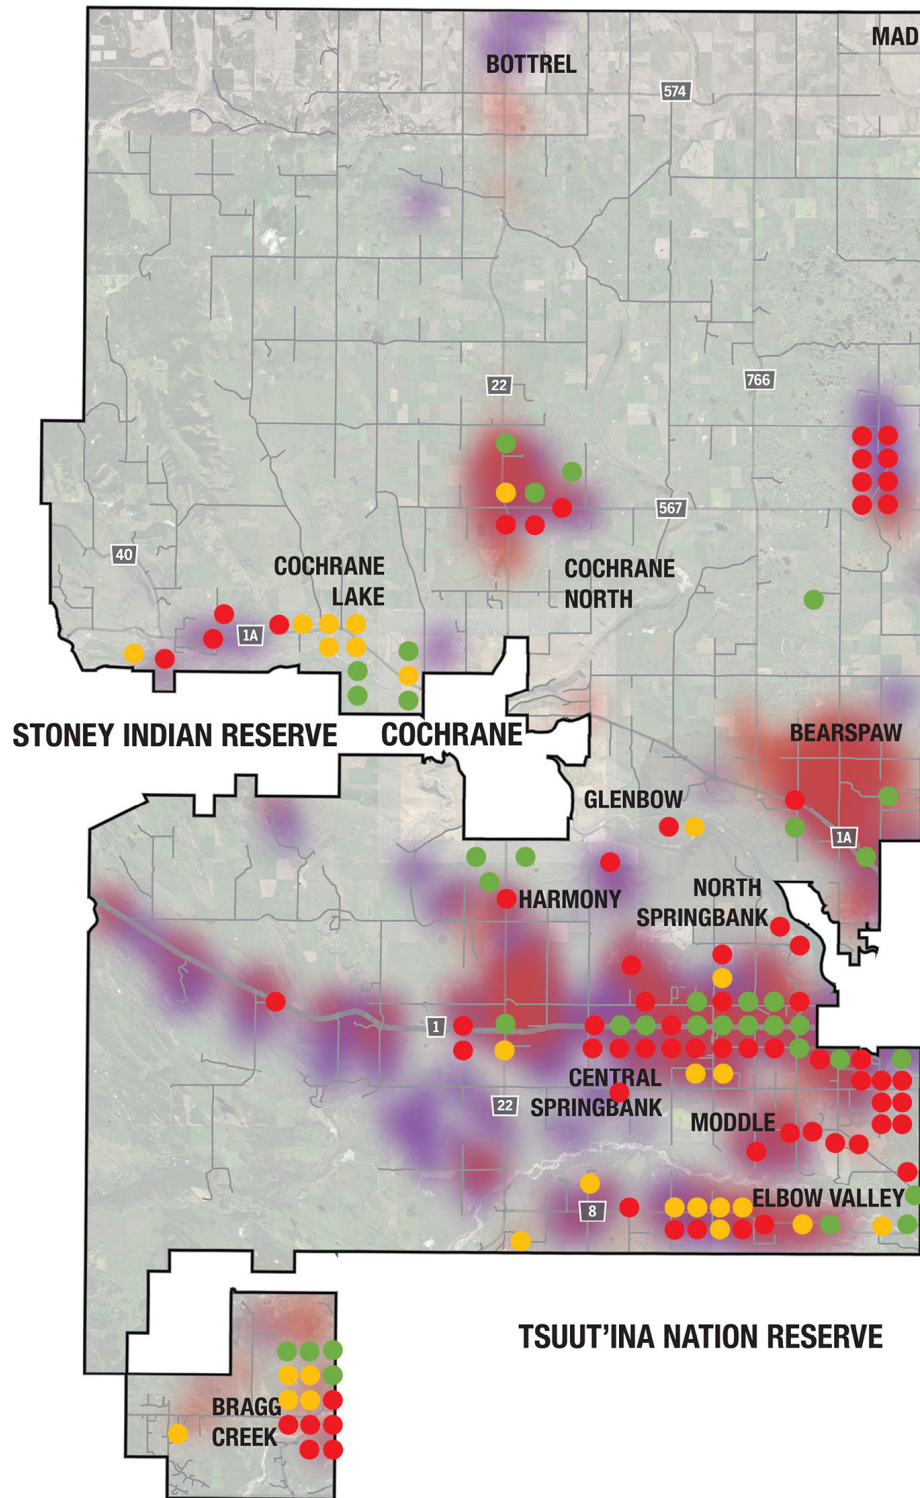 MAD
BOTTREL
574
766
22
567
40
COCHRANE
LAKE
COCHRANE
NORTH
1A
STONEY INDIAN RESERVE
COCHRANE
BEARSPAW
GLENBOW
1A
NORTH
SPRINGBANK
HARMONY
1
CENTRAL
SPRINGBANK
22
MODDLE
ELBOW VALLEY
8
TSUUT'INA NATION RESERVE
BRAGG
CREEK